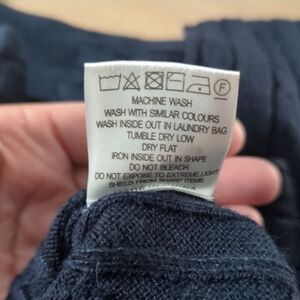 MACHINE WASH
WASH WITH SIMILAR COLOURS
WASH INSIDE OUT IN LAUNDRY BAG
TUMBLE DRY LOW
DRY FLAT
IRON INSIDE OUT IN SHAPE
DO NOT BLEACH
DO NOT EXPOSE TO EXTREME LIGHT
SHIELD FROM SHARP ITEMS